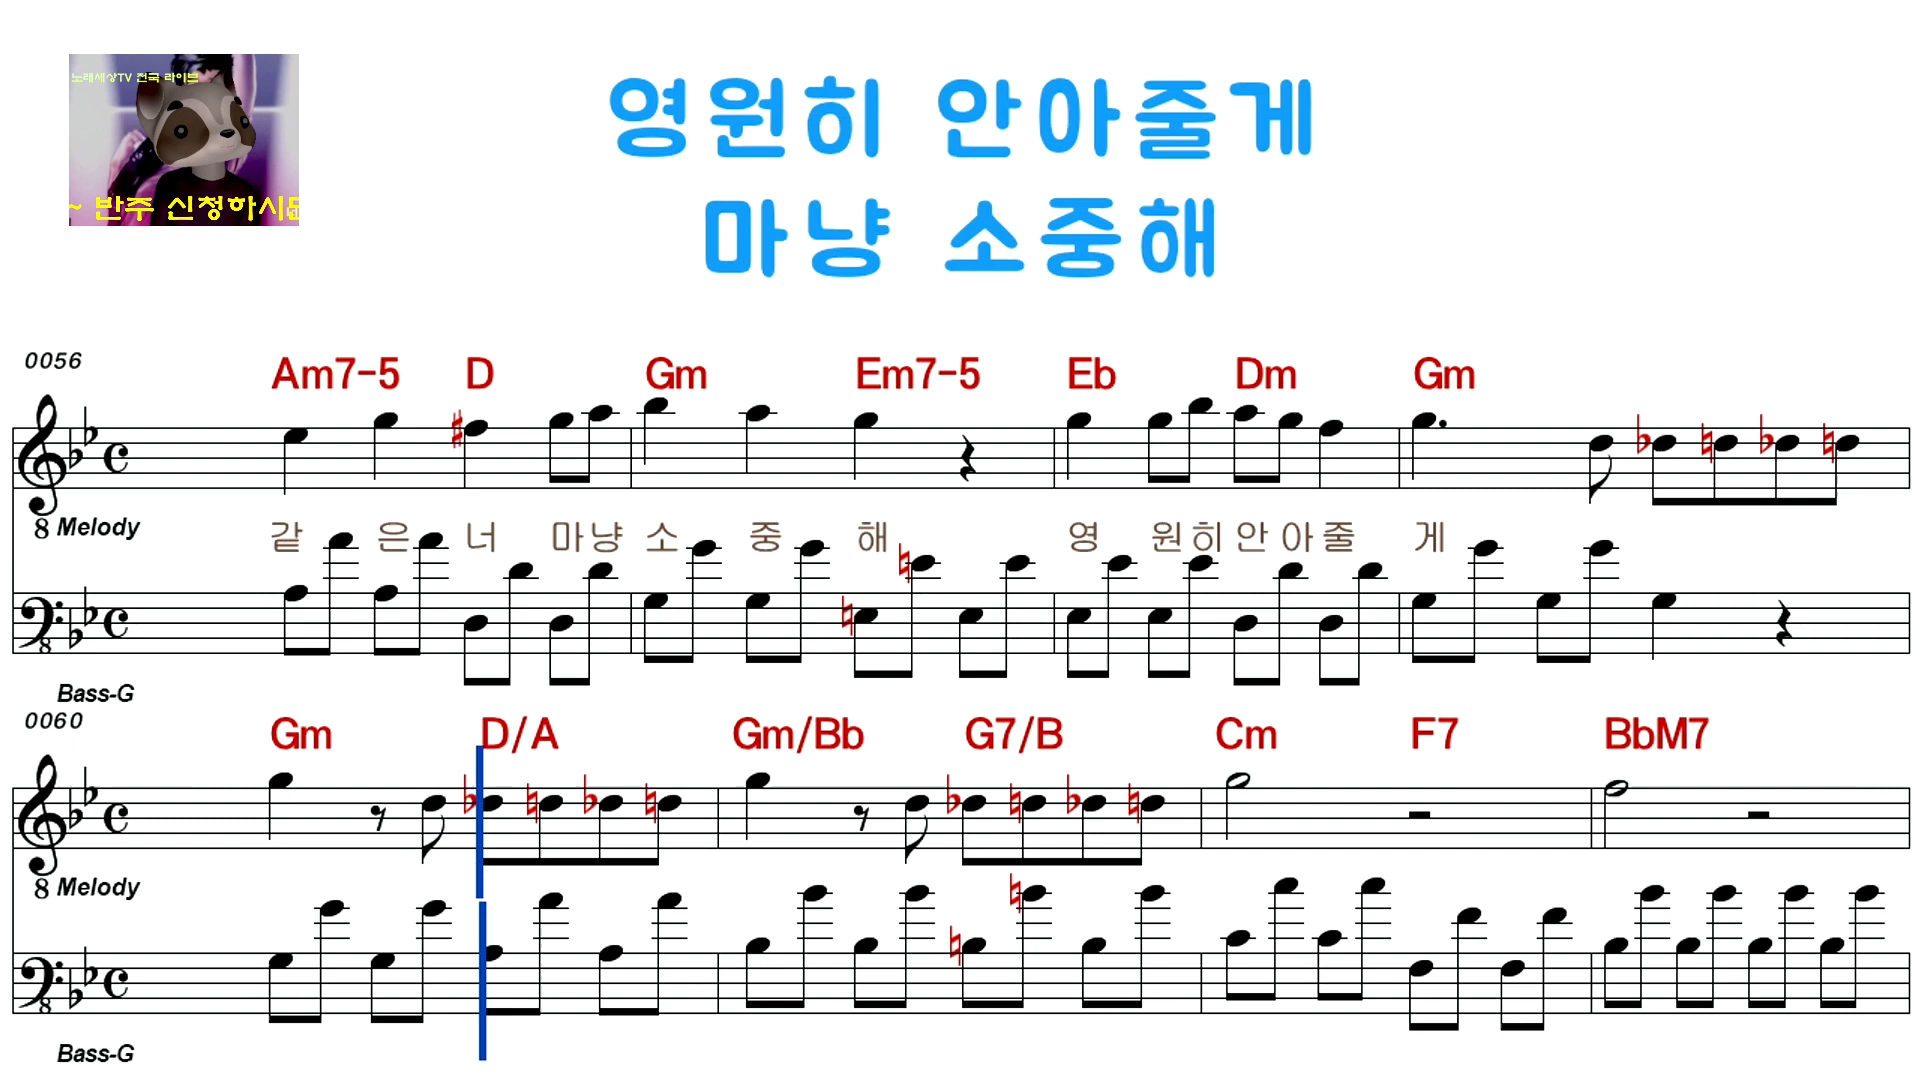 노래세상TV 전국 라이브
~ 반주 신청하시면
영원히 안아줄게
마냥 소중해
0056
Am7-5 D Gm Em7-5 Eb Dm Gm
8 Melody
같 은 너 마냥 소 중 해 영 원히 안아줄 게
8
Bass-G
0060
Gm D/A Gm/Bb G7/B Cm F7 BbM7
8 Melody
8
Bass-G